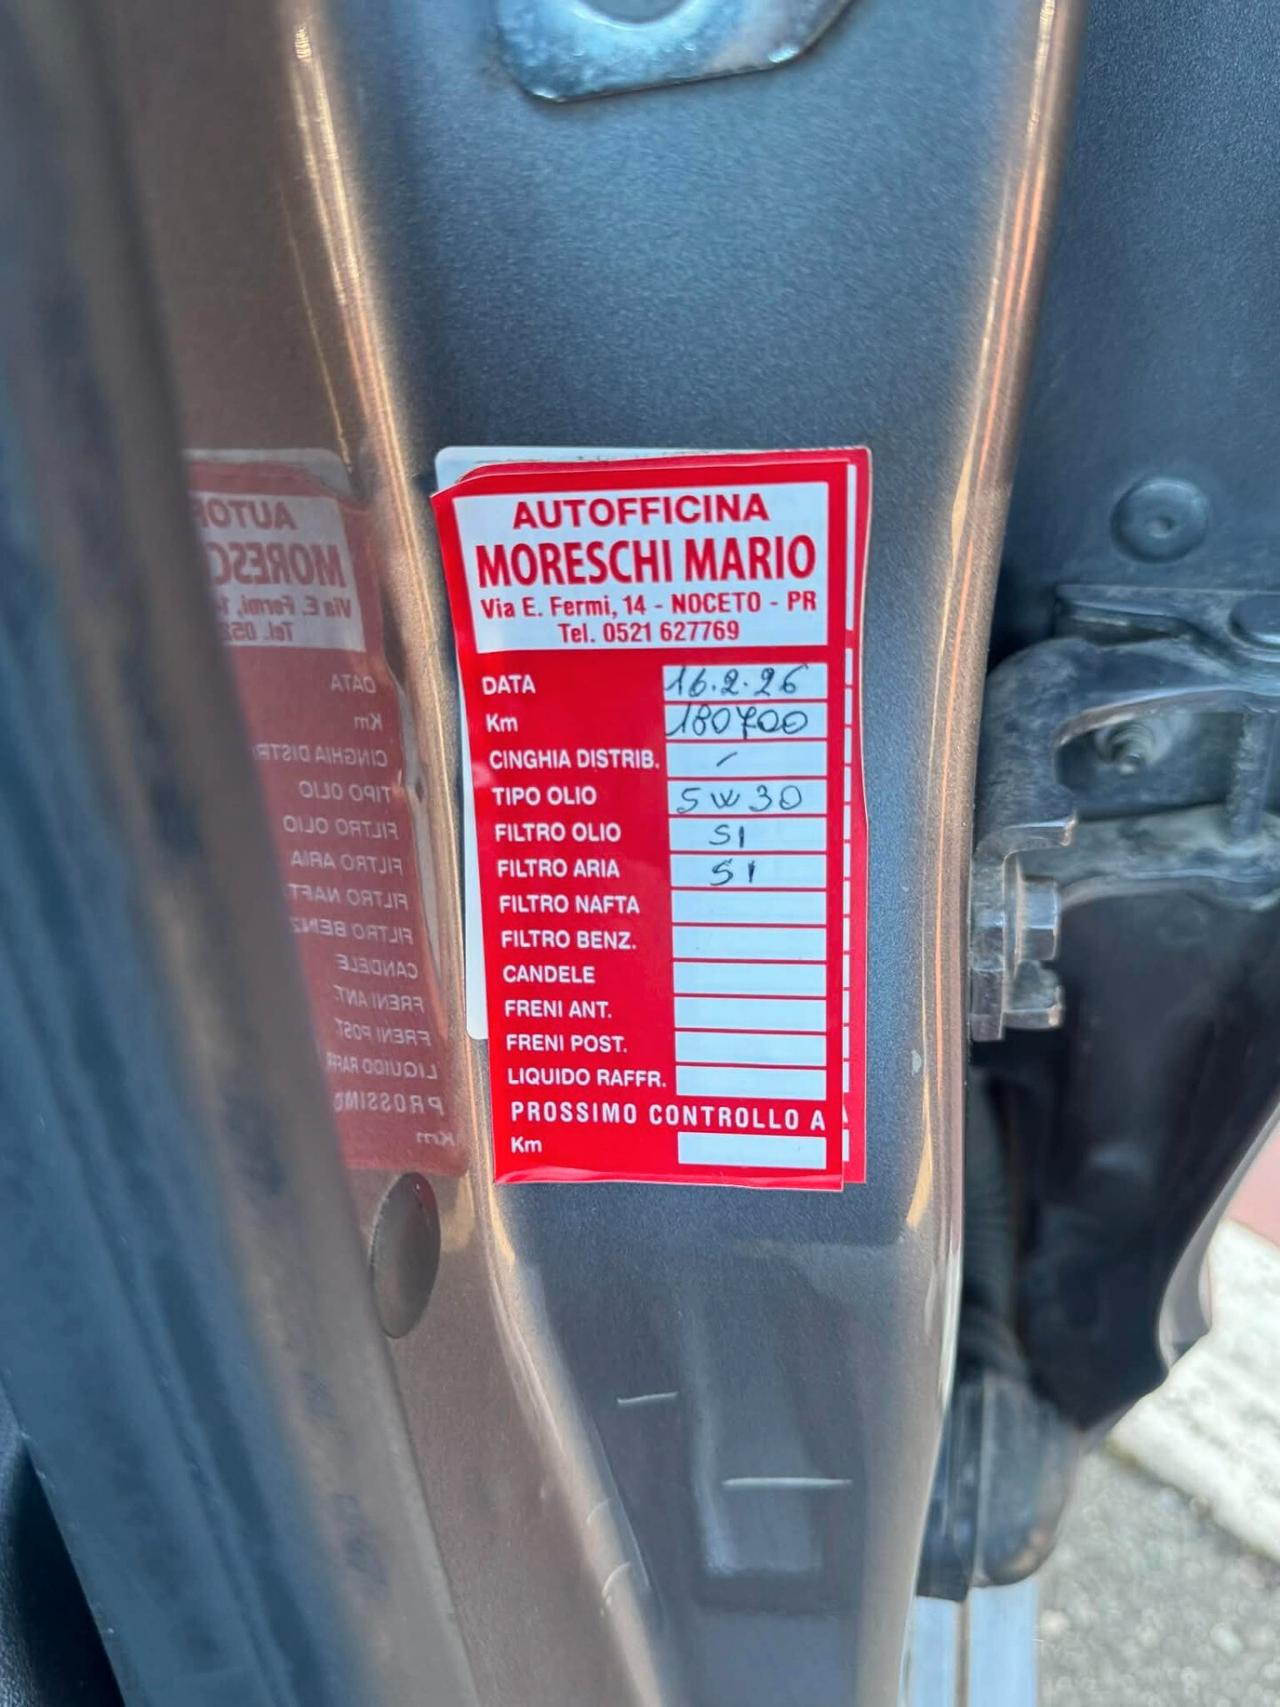 AUTOFFICINA
MORESCHI MARIO
Via E. Fermi, 14 - NOCETO - PR
Tel. 0521 627769
DATA 16.2.26
Km 180700
CINGHIA DISTRIB. -
TIPO OLIO 5W30
FILTRO OLIO SI
FILTRO ARIA SI
FILTRO NAFTA
FILTRO BENZ.
CANDELE
FRENI ANT.
FRENI POST.
LIQUIDO RAFFR.
PROSSIMO CONTROLLO A
Km